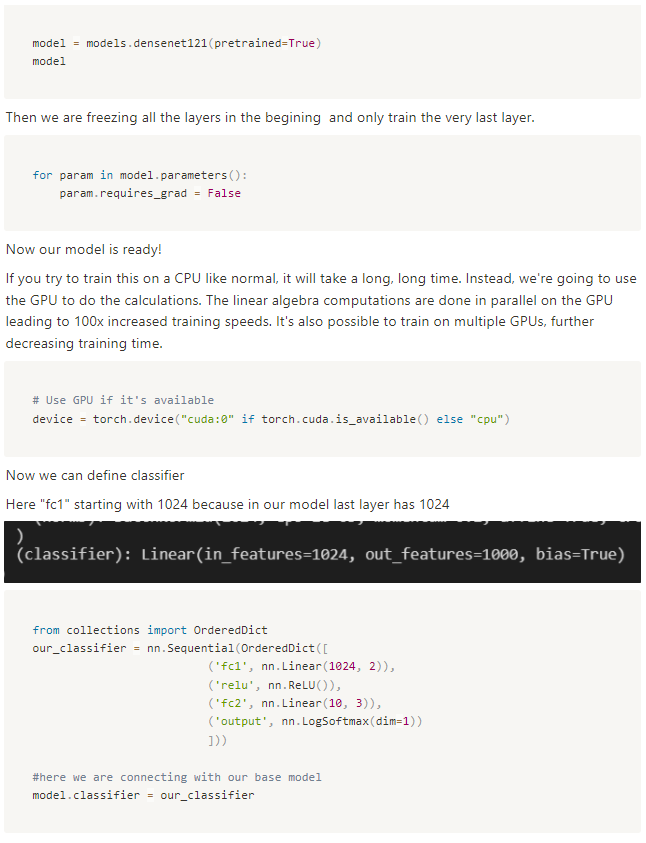 model = models.densenet121(pretrained=True)
model
Then we are freezing all the layers in the begining  and only train the very last layer.
for param in model.parameters():
    param.requires_grad = False
Now our model is ready!
If you try to train this on a CPU like normal, it will take a long, long time. Instead, we're going to use
the GPU to do the calculations. The linear algebra computations are done in parallel on the GPU
leading to 100x increased training speeds. It's also possible to train on multiple GPUs, further
decreasing training time.
# Use GPU if it's available
device = torch.device("cuda:0" if torch.cuda.is_available() else "cpu")
Now we can define classifier
Here "fc1" starting with 1024 because in our model last layer has 1024
)
(classifier): Linear(in_features=1024, out_features=1000, bias=True)
from collections import OrderedDict
our_classifier = nn.Sequential(OrderedDict([
                          ('fc1', nn.Linear(1024, 2)),
                          ('relu', nn.ReLU()),
                          ('fc2', nn.Linear(10, 3)),
                          ('output', nn.LogSoftmax(dim=1))
                          ]))
#here we are connecting with our base model
model.classifier = our_classifier